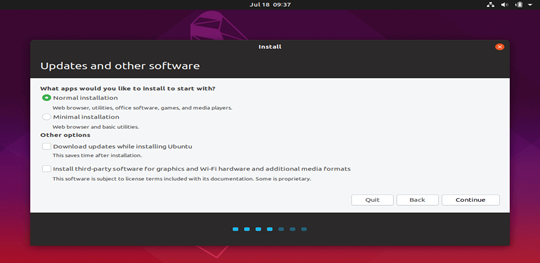 Jul 18 09:37
Install
Updates and other software
What apps would you like to install to start with?
Normal installation
Web browser, utilities, office software, games, and media players.
Minimal installation
Web browser and basic utilities.
Other options
Download updates while installing Ubuntu
This saves time after installation.
Install third-party software for graphics and Wi-Fi hardware and additional media formats
This software is subject to license terms included with its documentation. Some is proprietary.
Quit Back Continue